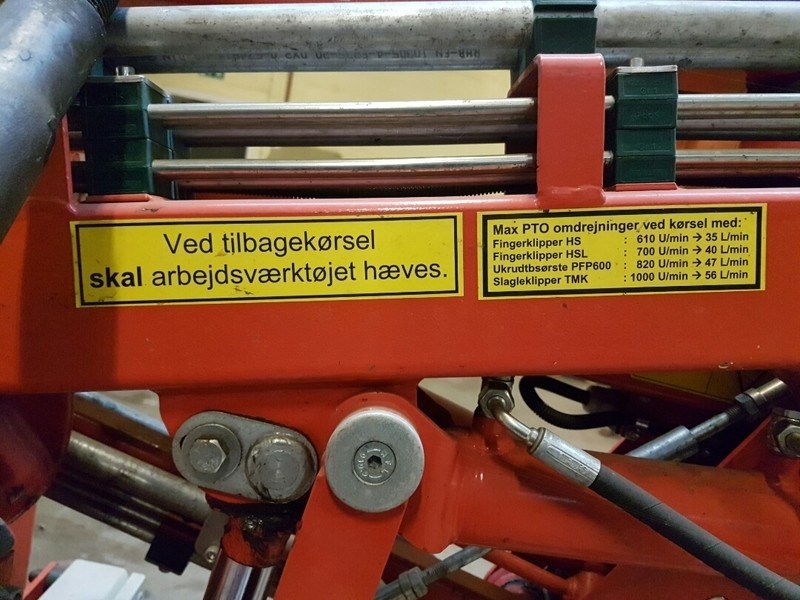 Ved tilbagekørsel
skal arbejdsværktøjet hæves.
Max PTO omdrejninger ved kørsel med:
Fingerklipper HS : 610 U/min → 35 L/min
Fingerklipper HSL : 700 U/min → 40 L/min
Ukrudtbsørste PFP600 : 820 U/min → 47 L/min
Slagleklipper TMK : 1000 U/min → 56 L/min